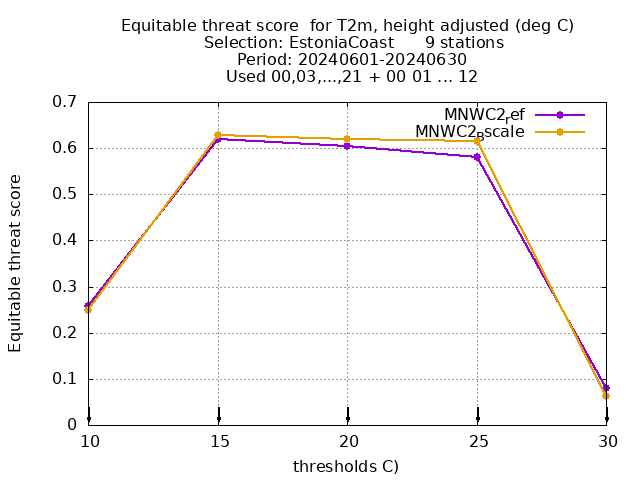 Equitable threat score  for T2m, height adjusted (deg C)
Selection: EstoniaCoast      9 stations
Period: 20240601-20240630
Used 00,03,...,21 + 00 01 ... 12
MNWC2ref
MNWC2pscale
Equitable threat score
0.7
0.6
0.5
0.4
0.3
0.2
0.1
0
10 15 20 25 30
thresholds C)